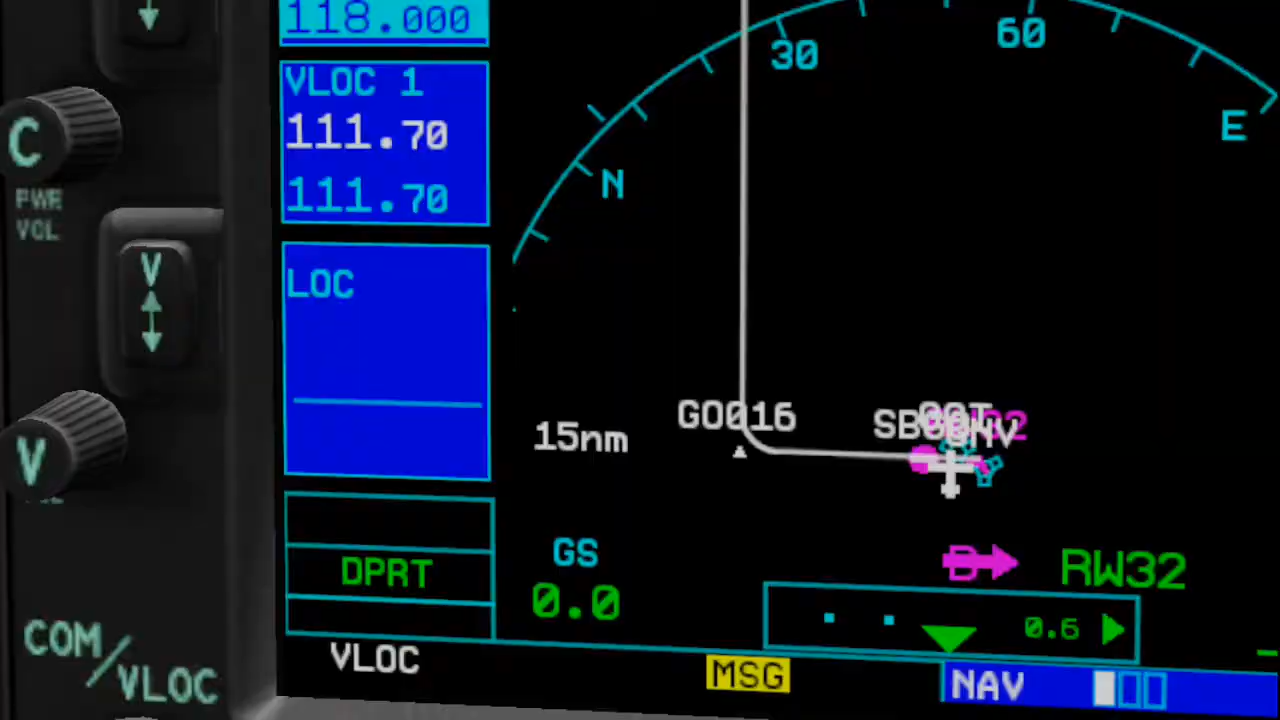 118.000
VLOC 1
111.70
111.70
C
PWR
VOL
V
LOC
V
DPRT
COM/VLOC
VLOC
30
60
N
E
GO016
15nm
GS
0.0
D
RW32
0.6
MSG
NAV